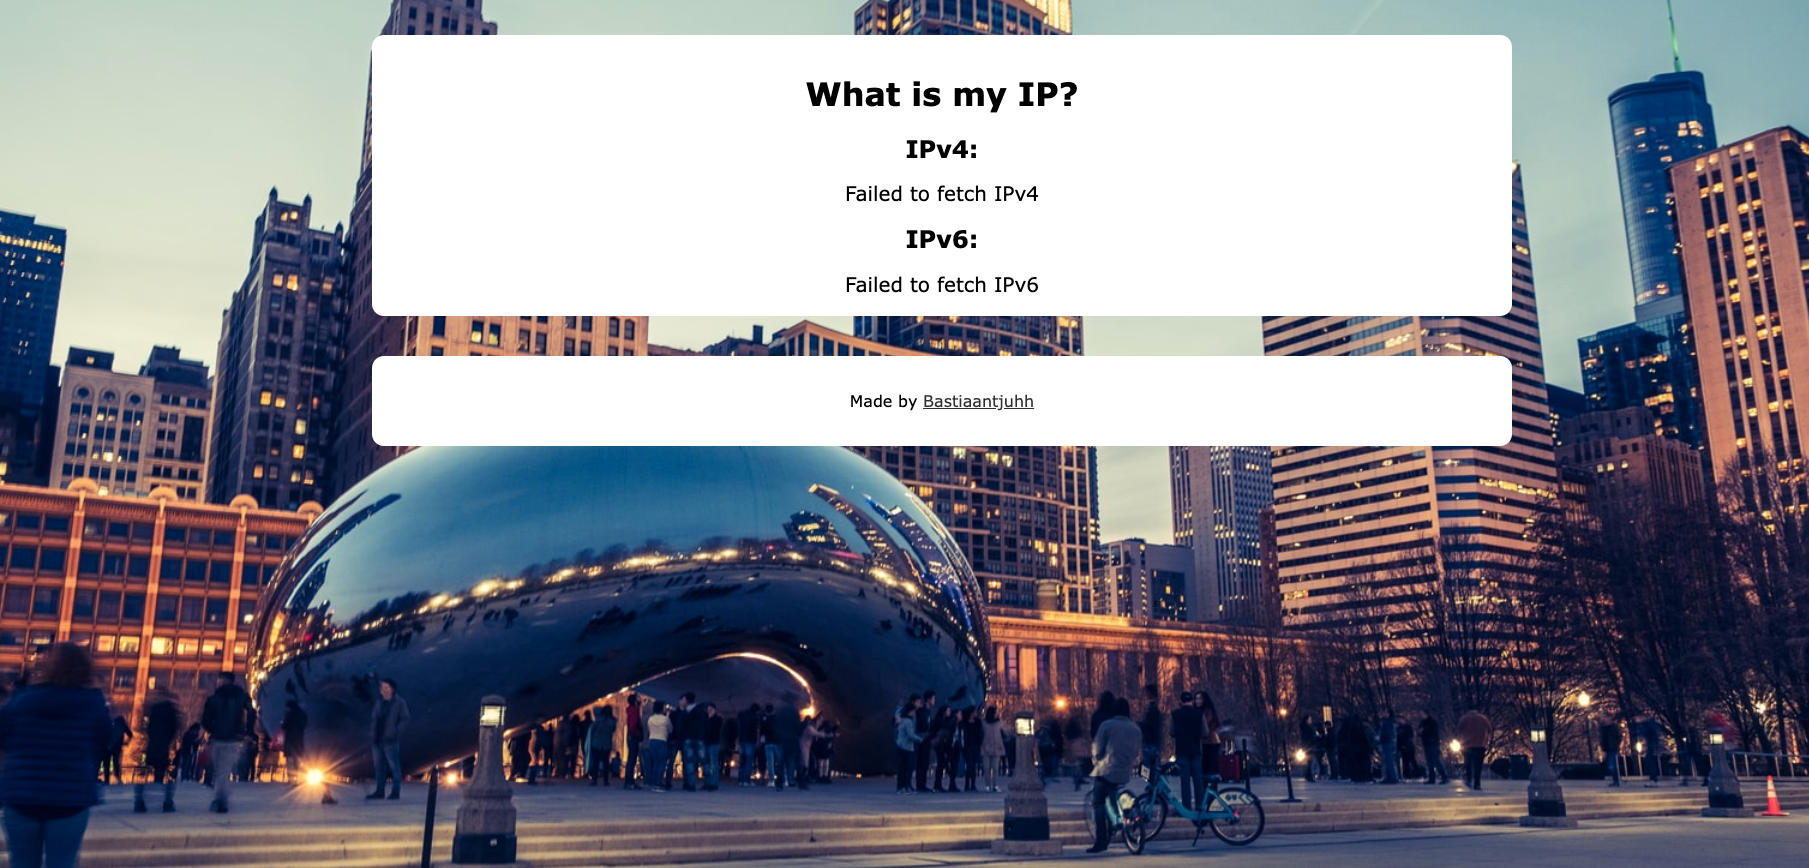 What is my IP?
IPv4:
Failed to fetch IPv4
IPv6:
Failed to fetch IPv6
Made by Bastiaantjuhh